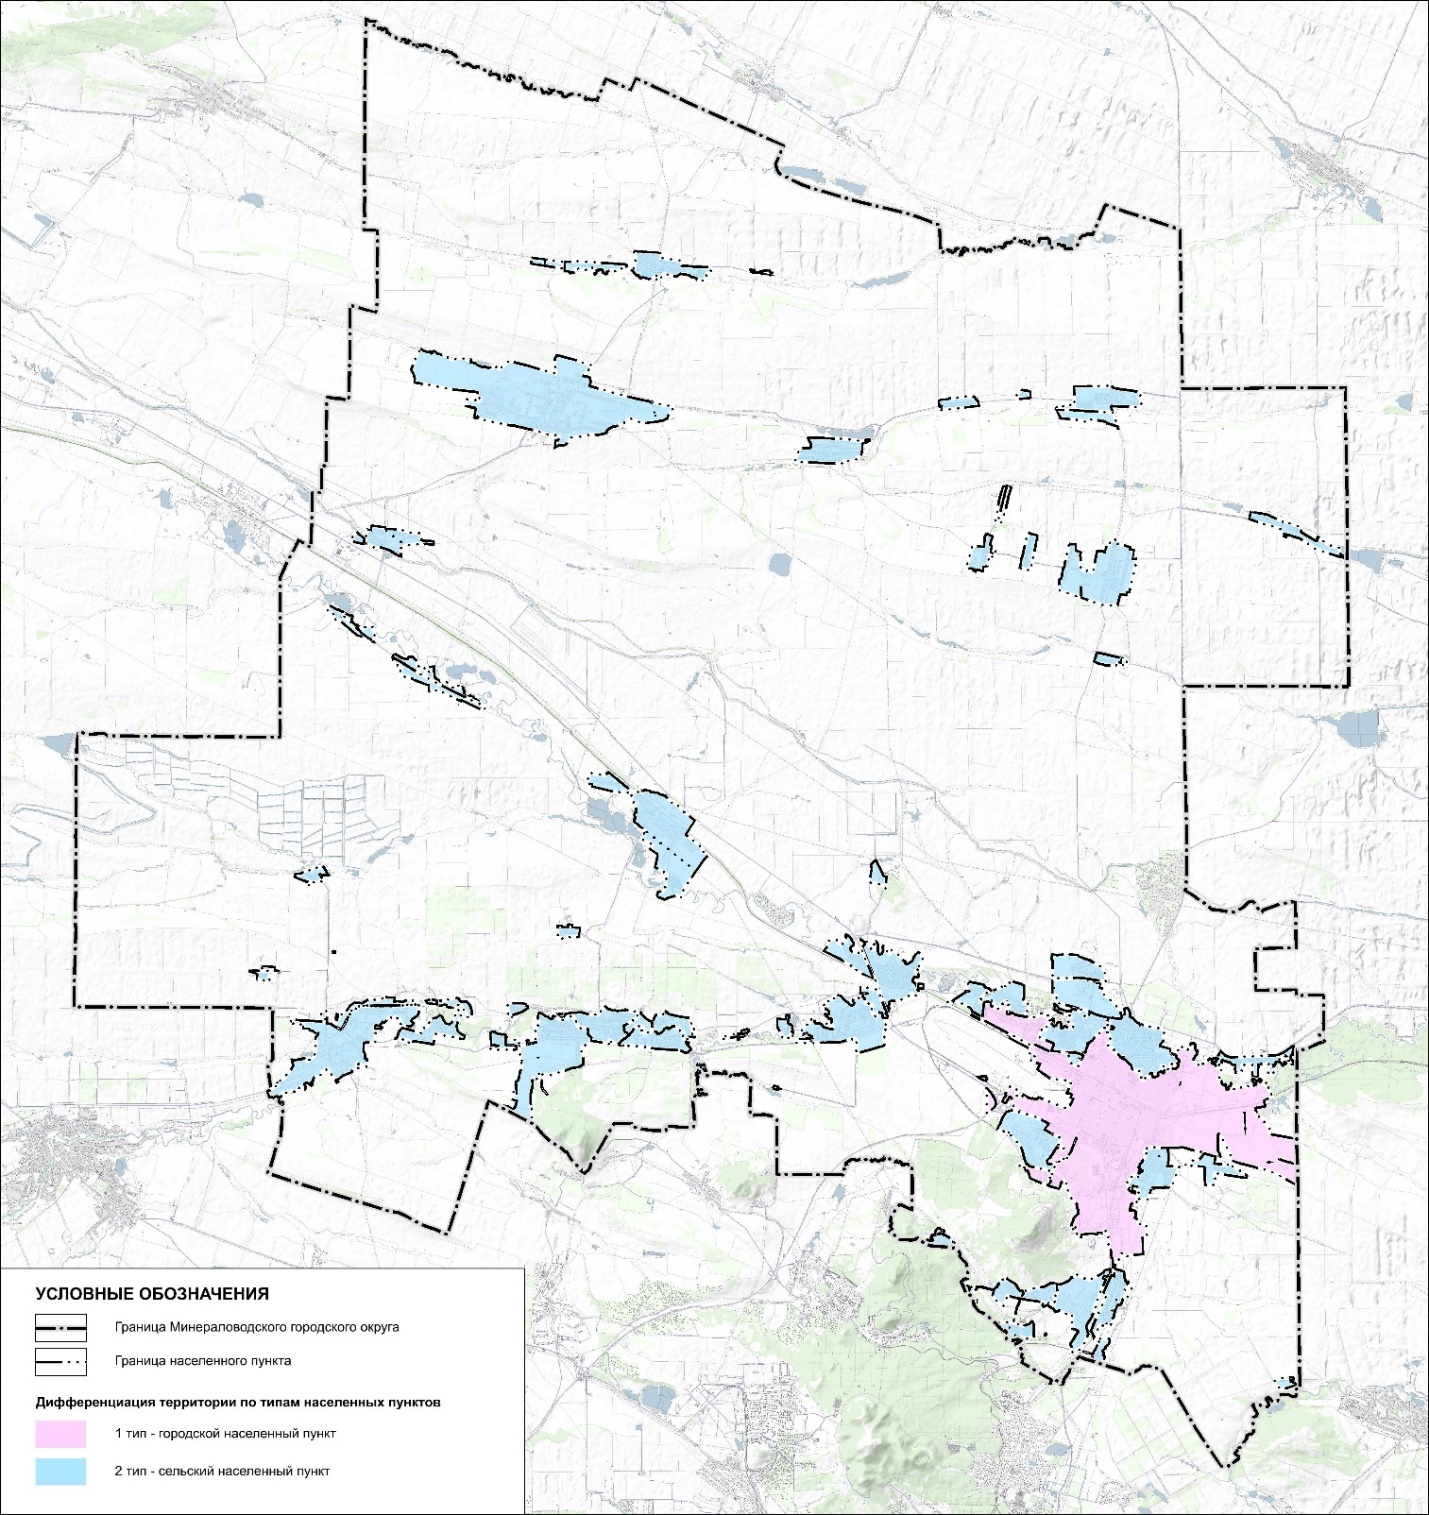 УСЛОВНЫЕ ОБОЗНАЧЕНИЯ
Граница Минераловодского городского округа
Граница населенного пункта
Дифференциация территории по типам населенных пунктов
1 тип - городской населенный пункт
2 тип - сельский населенный пункт